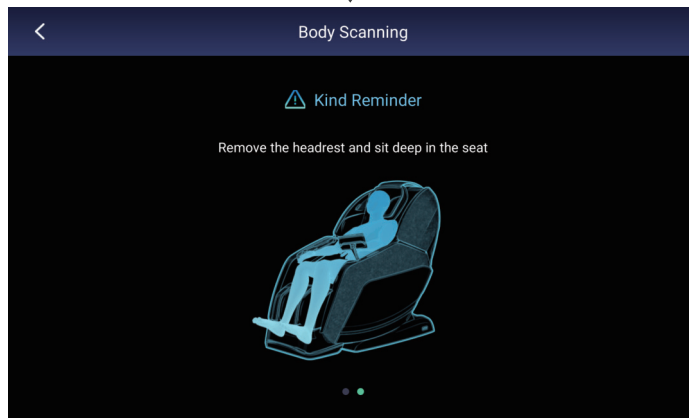 Body Scanning
Kind Reminder
Remove the headrest and sit deep in the seat